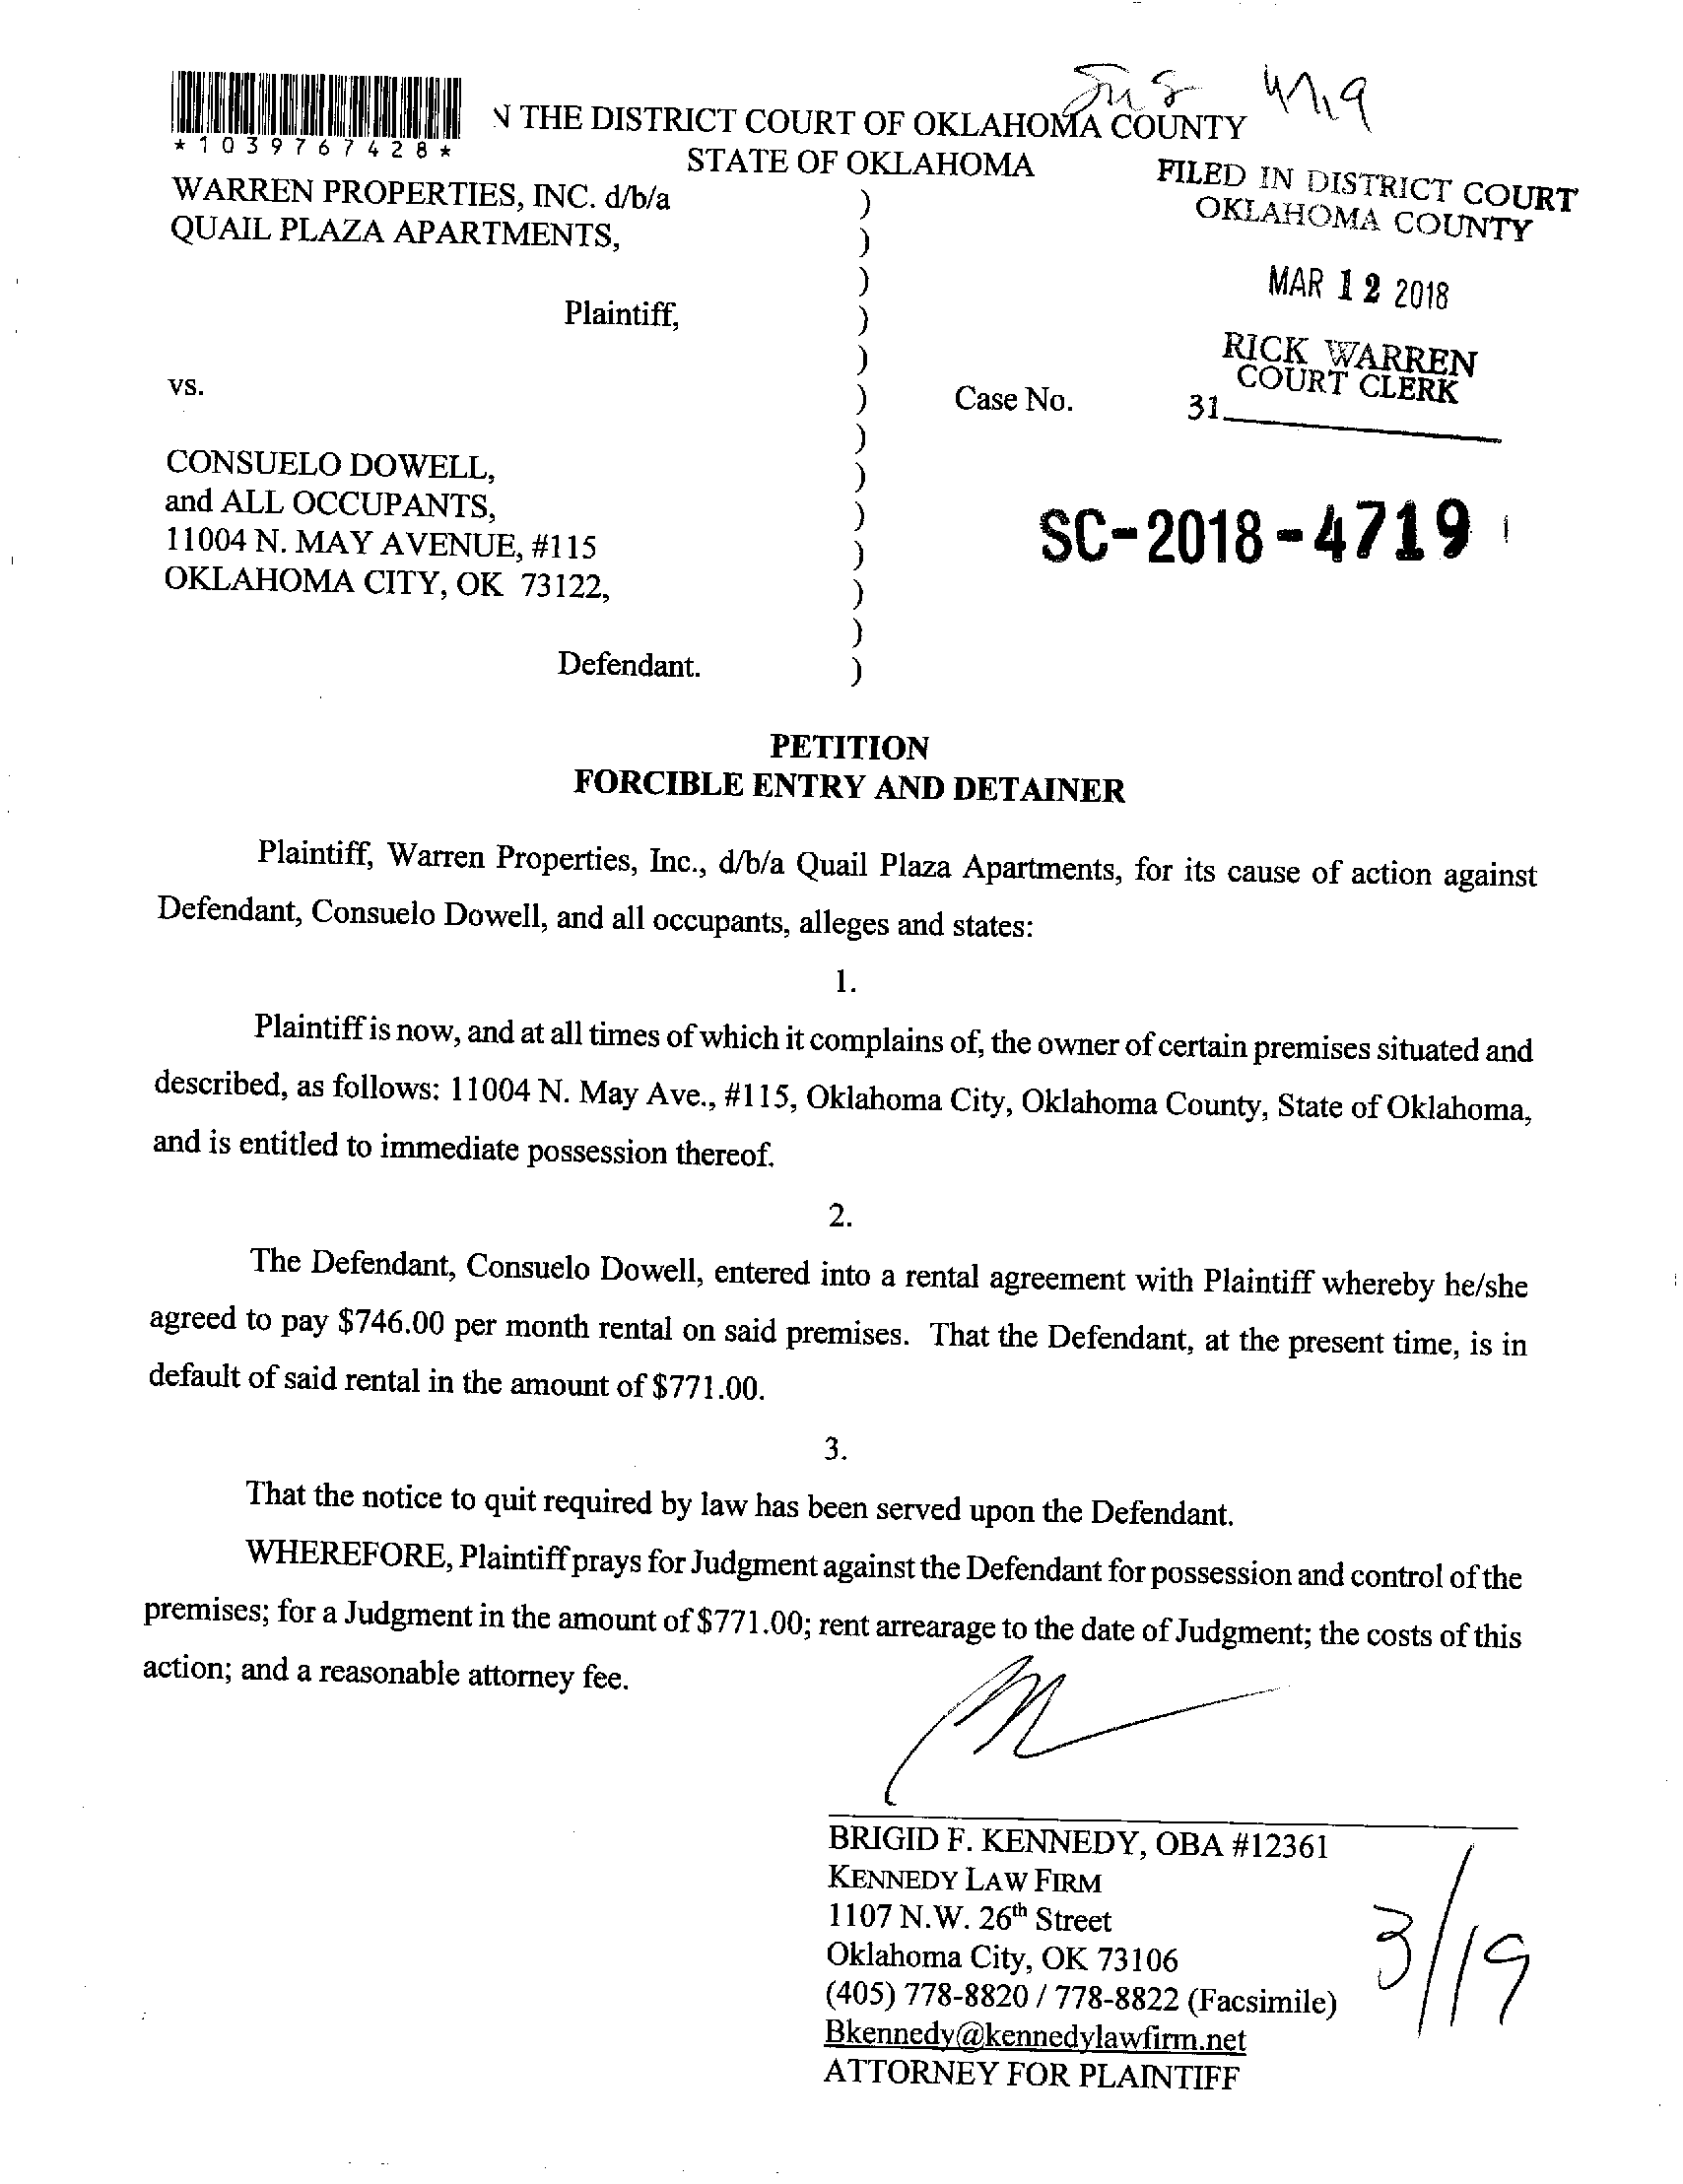 *1039767428*
N THE DISTRICT COURT OF OKLAHOMA COUNTY
STATE OF OKLAHOMA
FILED IN DISTRICT COURT
OKLAHOMA COUNTY
MAR 12 2018
RICK WARREN
COURT CLERK
31
WARREN PROPERTIES, INC. d/b/a )
QUAIL PLAZA APARTMENTS, )
)
Plaintiff, )
)
vs. ) Case No.
)
CONSUELO DOWELL, )
and ALL OCCUPANTS, )
11004 N. MAY AVENUE, #115 )
OKLAHOMA CITY, OK 73122, )
)
Defendant. )
SC-2018-4719
PETITION
FORCIBLE ENTRY AND DETAINER
Plaintiff, Warren Properties, Inc., d/b/a Quail Plaza Apartments, for its cause of action against
Defendant, Consuelo Dowell, and all occupants, alleges and states:
1.
Plaintiff is now, and at all times of which it complains of, the owner of certain premises situated and
described, as follows: 11004 N. May Ave., #115, Oklahoma City, Oklahoma County, State of Oklahoma,
and is entitled to immediate possession thereof.
2.
The Defendant, Consuelo Dowell, entered into a rental agreement with Plaintiff whereby he/she
agreed to pay $746.00 per month rental on said premises. That the Defendant, at the present time, is in
default of said rental in the amount of $771.00.
3.
That the notice to quit required by law has been served upon the Defendant.
WHEREFORE, Plaintiff prays for Judgment against the Defendant for possession and control of the
premises; for a Judgment in the amount of $771.00; rent arrearage to the date of Judgment; the costs of this
action; and a reasonable attorney fee.
BRIGID F. KENNEDY, OBA #12361
KENNEDY LAW FIRM
1107 N.W. 26th Street
Oklahoma City, OK 73106
(405) 778-8820 / 778-8822 (Facsimile)
Bkennedy@kennedylawfirm.net
ATTORNEY FOR PLAINTIFF
3/19